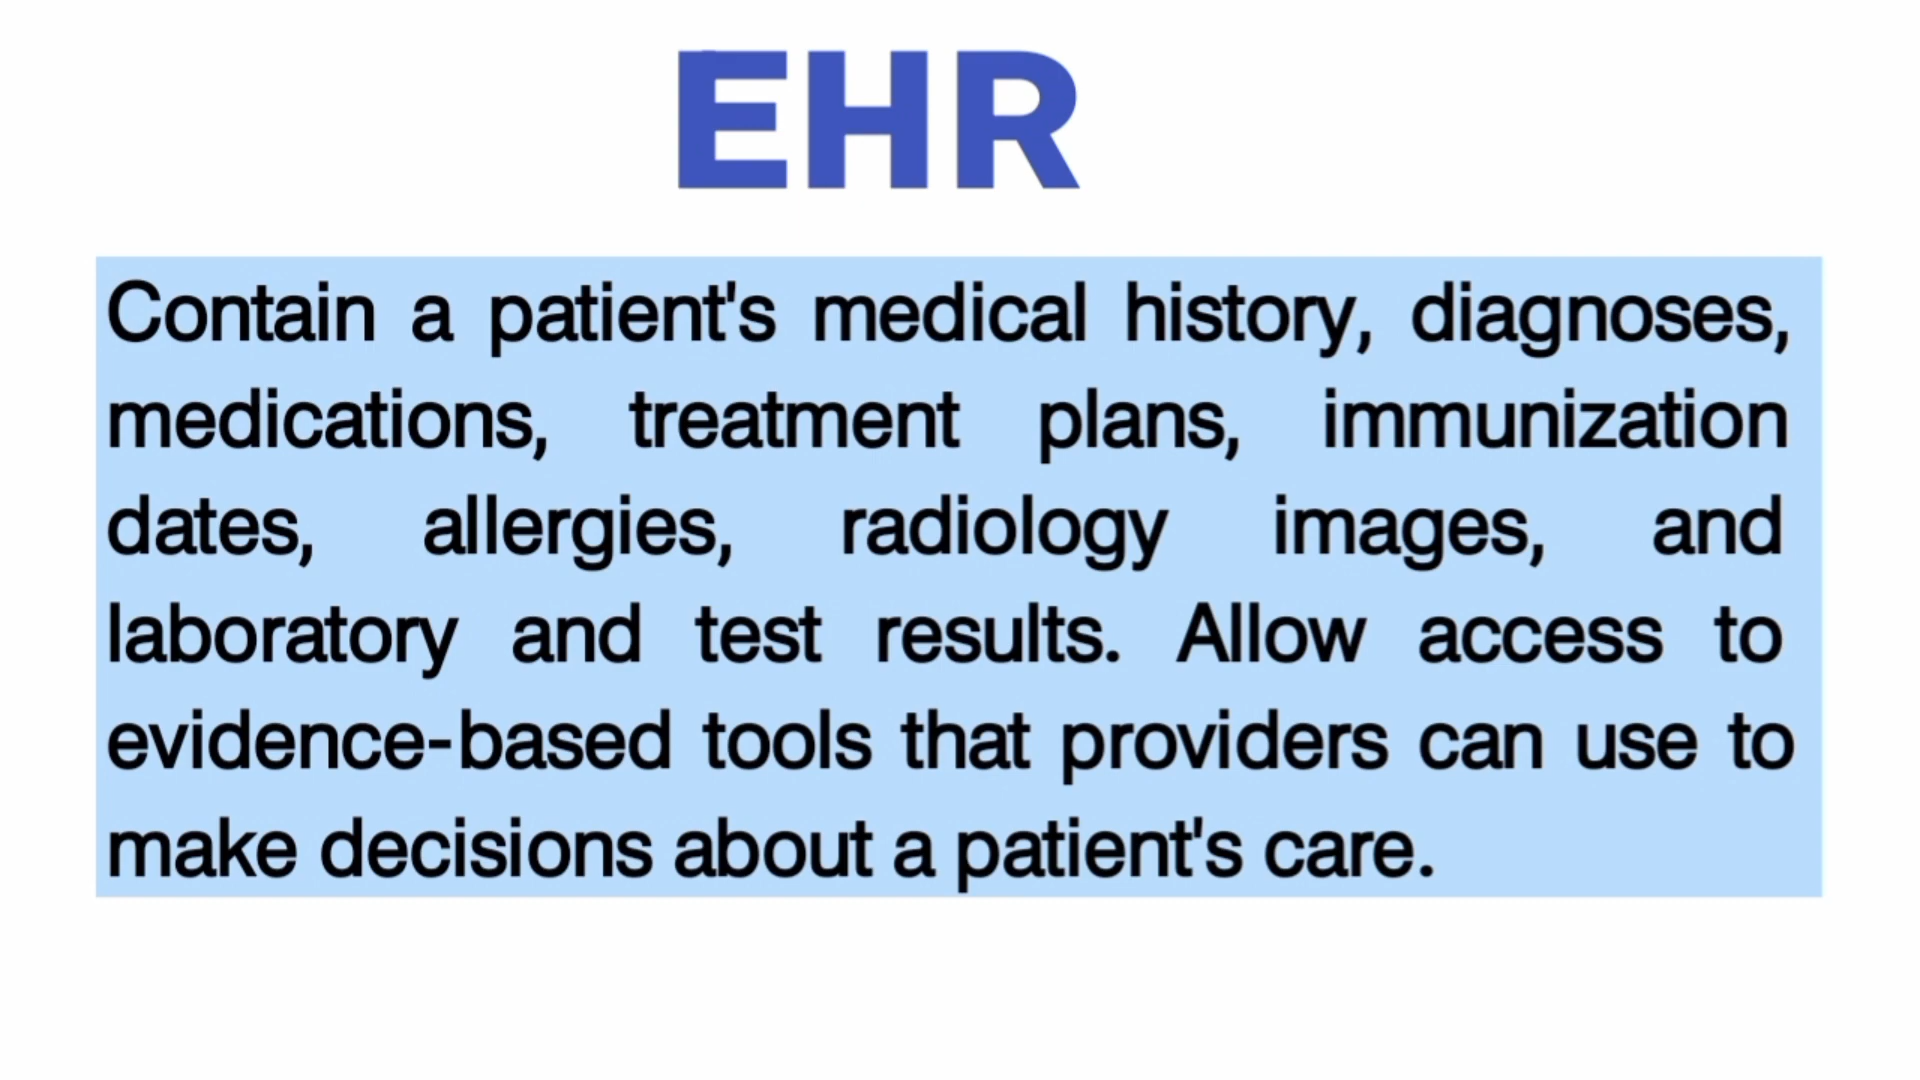 EHR
Contain a patient's medical history, diagnoses,
medications, treatment plans, immunization
dates, allergies, radiology images, and
laboratory and test results. Allow access to
evidence-based tools that providers can use to
make decisions about a patient's care.